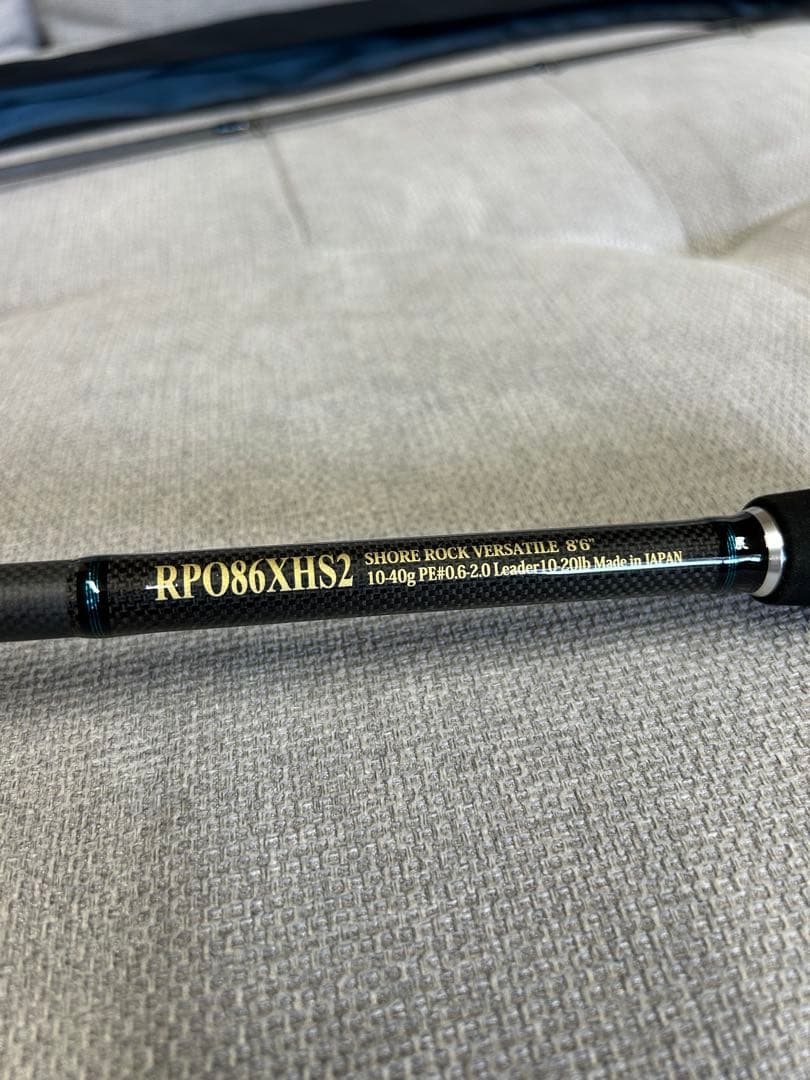 RPO86XHS2
SHORE ROCK VERSATILE 8'6"
10-40g PE#0.6-2.0 Leader10-20lb Made in JAPAN